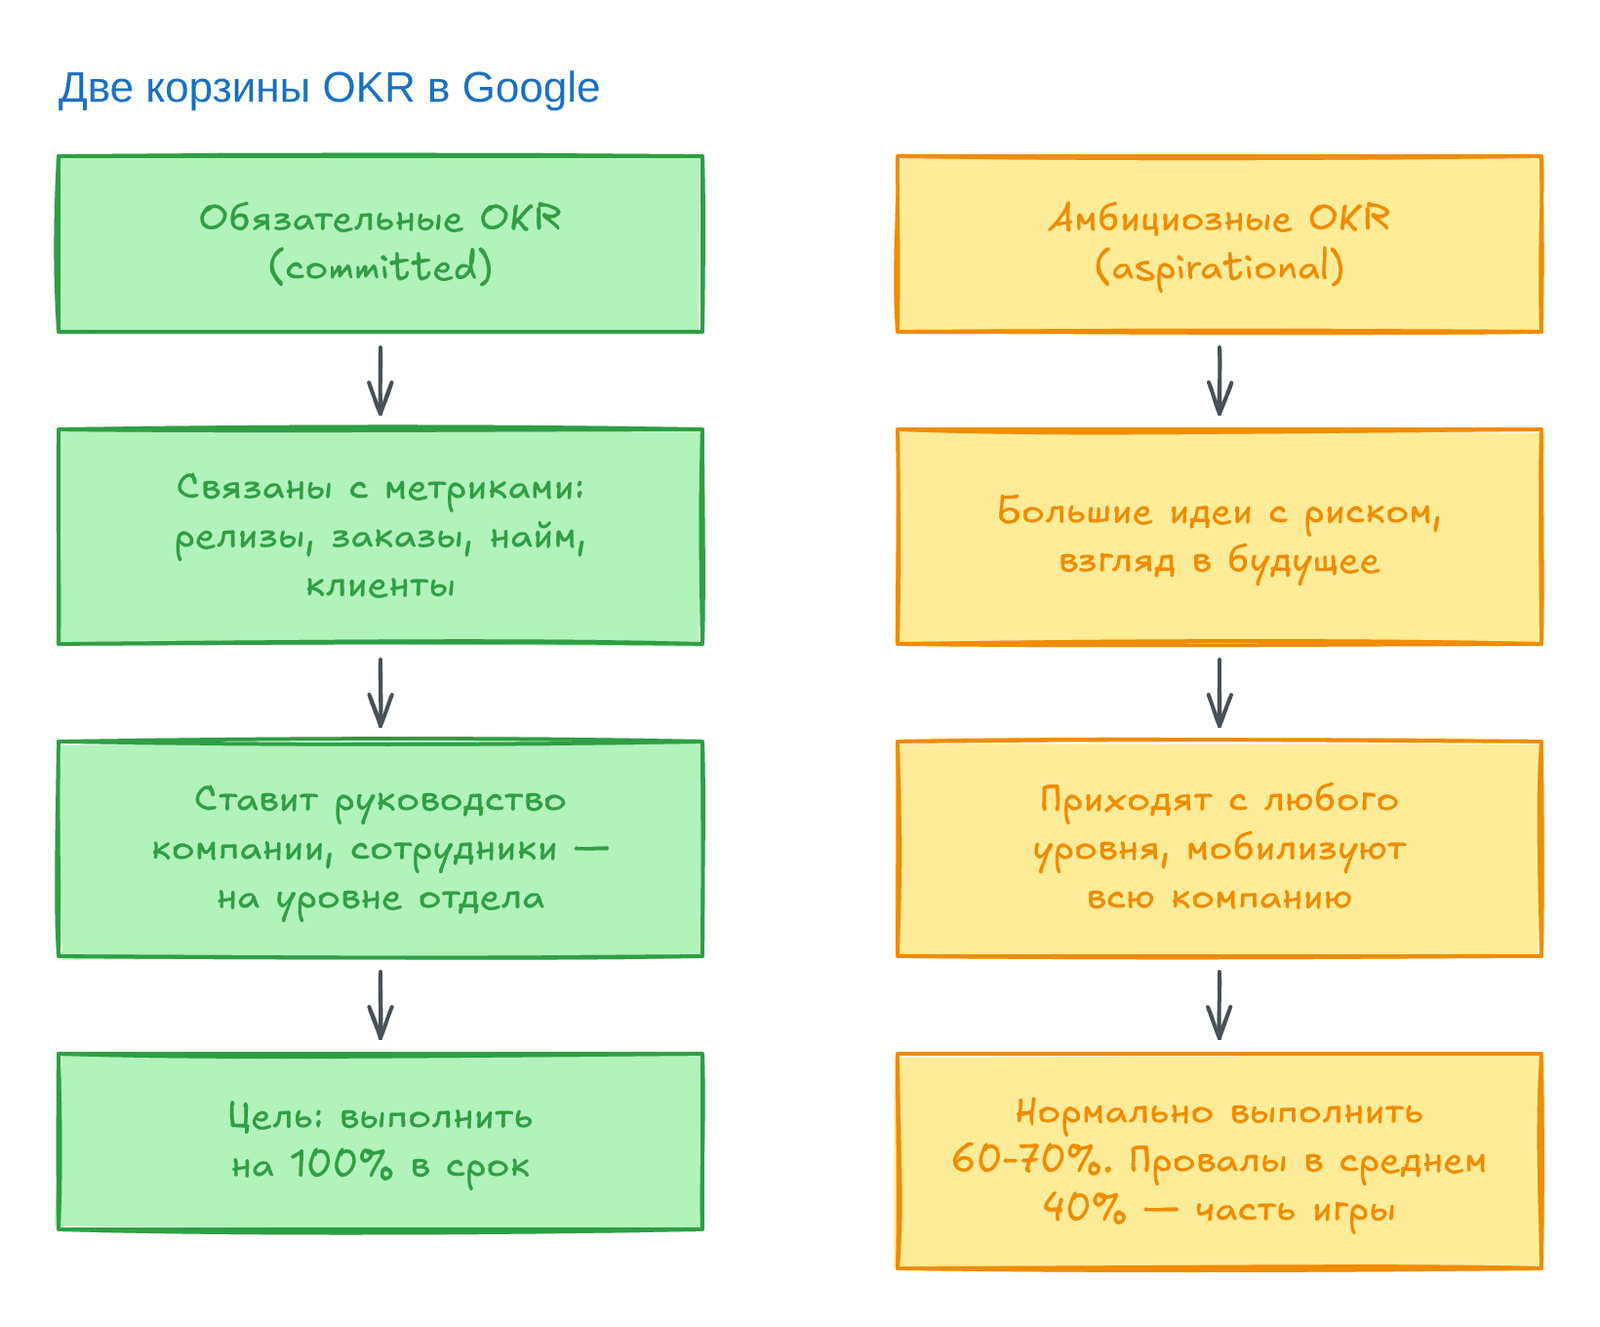 Две корзины OKR в Google
Обязательные OKR
(committed)
Связаны с метриками:
релизы, заказы, найм,
клиенты
Ставит руководство
компании, сотрудники —
на уровне отдела
Цель: выполнить
на 100% в срок
Амбициозные OKR
(aspirational)
Большие идеи с риском,
взгляд в будущее
Приходят с любого
уровня, мобилизуют
всю компанию
Нормально выполнить
60-70%. Провалы в среднем
40% — часть игры